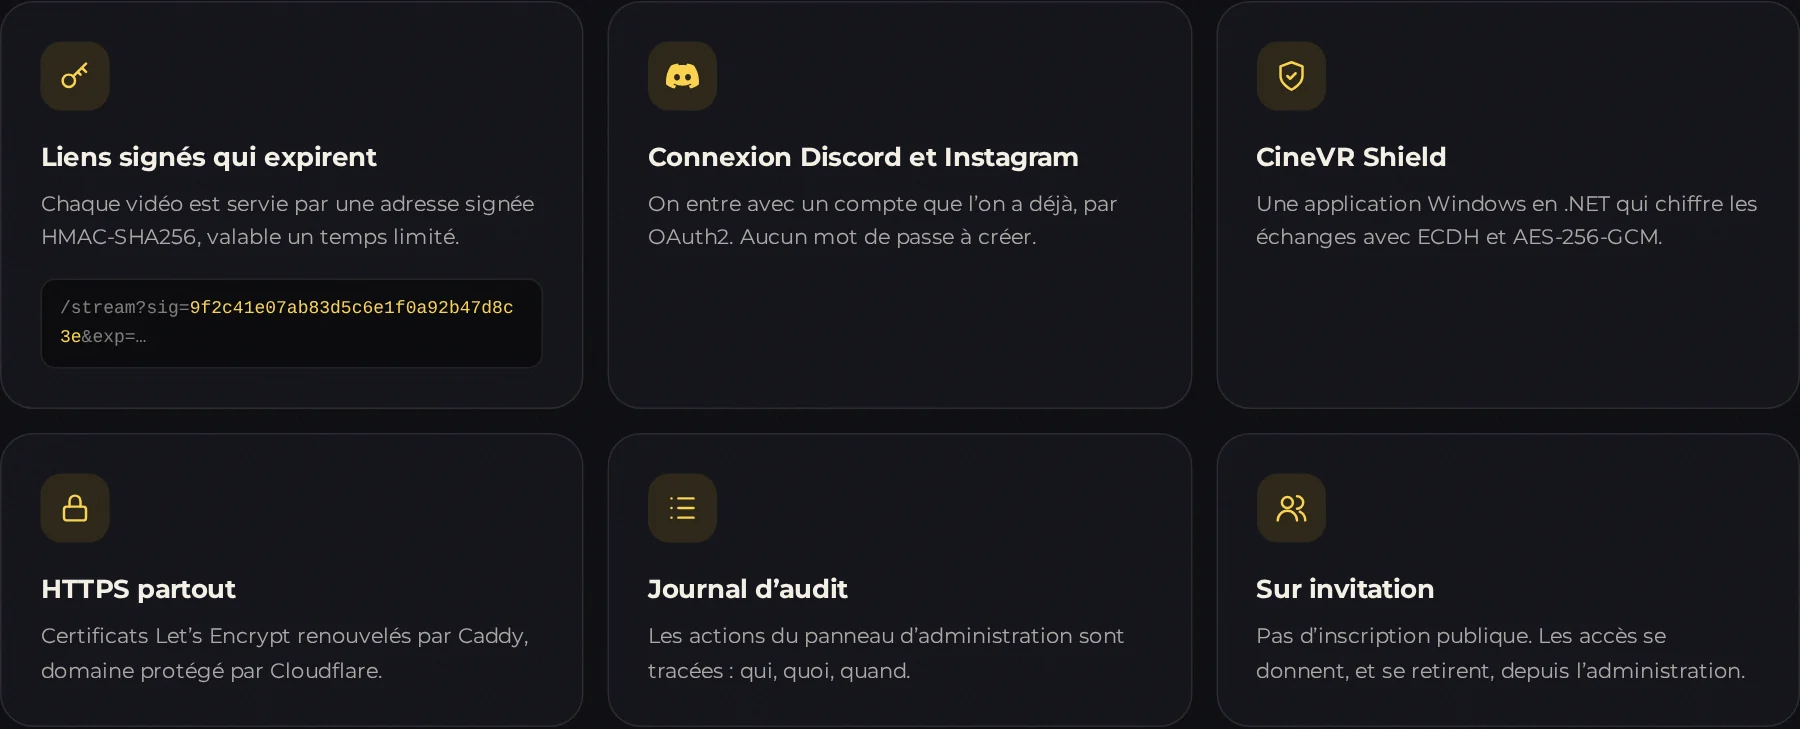 Liens signés qui expirent
Chaque vidéo est servie par une adresse signée
HMAC-SHA256, valable un temps limité.
/stream?sig=9f2c41e07ab83d5c6e1f0a92b47d8c
3e&exp=…
Connexion Discord et Instagram
On entre avec un compte que l’on a déjà, par
OAuth2. Aucun mot de passe à créer.
CineVR Shield
Une application Windows en .NET qui chiffre les
échanges avec ECDH et AES-256-GCM.
HTTPS partout
Certificats Let’s Encrypt renouvelés par Caddy,
domaine protégé par Cloudflare.
Journal d’audit
Les actions du panneau d’administration sont
tracées : qui, quoi, quand.
Sur invitation
Pas d’inscription publique. Les accès se
donnent, et se retirent, depuis l’administration.